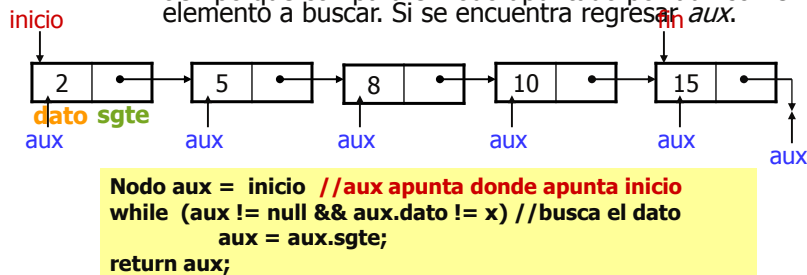 elemento a buscar. Si se encuentra regresar aux.
inicio
fin
2 5 8 10 15
dato sgte
aux aux aux aux aux aux
Nodo aux = inicio //aux apunta donde apunta inicio
while (aux != null && aux.dato != x) //busca el dato
aux = aux.sgte;
return aux;